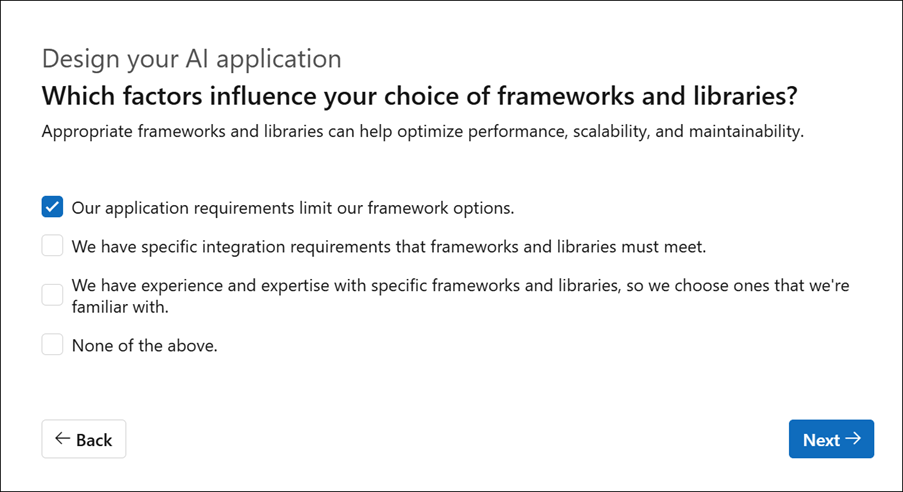 Design your AI application
Which factors influence your choice of frameworks and libraries?
Appropriate frameworks and libraries can help optimize performance, scalability, and maintainability.
Our application requirements limit our framework options.
We have specific integration requirements that frameworks and libraries must meet.
We have experience and expertise with specific frameworks and libraries, so we choose ones that we're
familiar with.
None of the above.
Back
Next